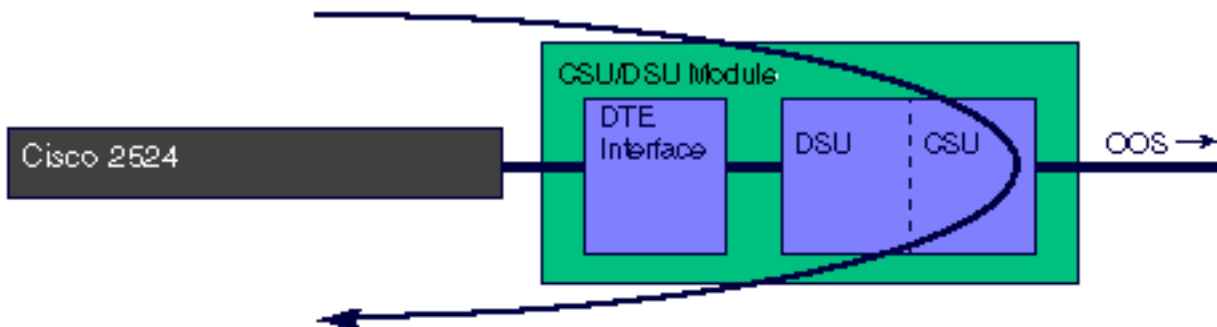 CSU/DSU Module
DTE
Interface
Cisco 2524
DSU
CSU
OOS